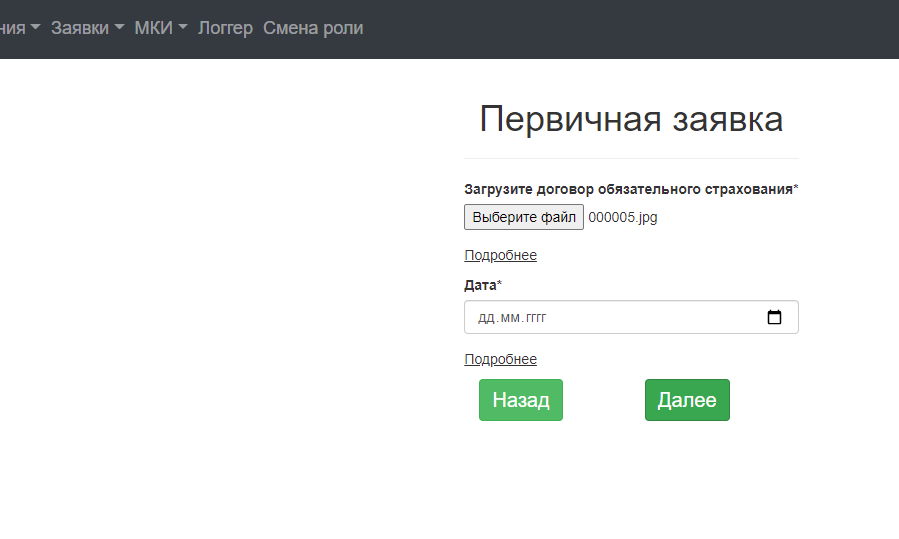 ния Заявки МКИ Логгер Смена роли
Первичная заявка
Загрузите договор обязательного страхования*
Выберите файл 000005.jpg
Подробнее
Дата*
дд.мм.гггг
Подробнее
Назад Далее